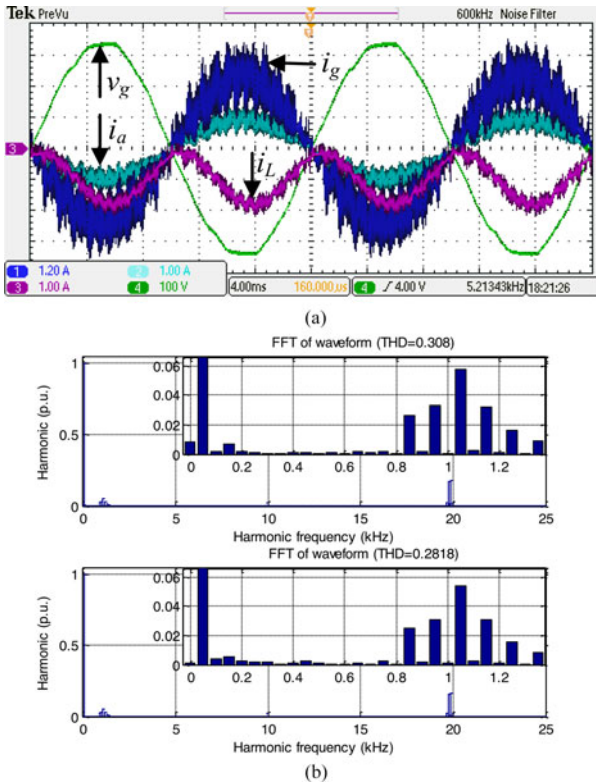 Tek PreVu 600kHz Noise Filter
v_g
i_g
i_a
i_L
3
1 1.20 A 2 1.00 A
3 1.00 A 4 100 V
4.00ms 160.000 us 4 4.00 V 5.21343kHz 18:21:26
(a)
FFT of waveform (THD=0.308)
Harmonic (p.u.)
1
0.5
0
0.06
0.04
0.02
0
0 0.2 0.4 0.6 0.8 1 1.2
0 5 10 15 20 25
Harmonic frequency (kHz)
FFT of waveform (THD=0.2818)
Harmonic (p.u.)
1
0.5
0
0.06
0.04
0.02
0
0 0.2 0.4 0.6 0.8 1 1.2
0 5 10 15 20 25
Harmonic frequency (kHz)
(b)